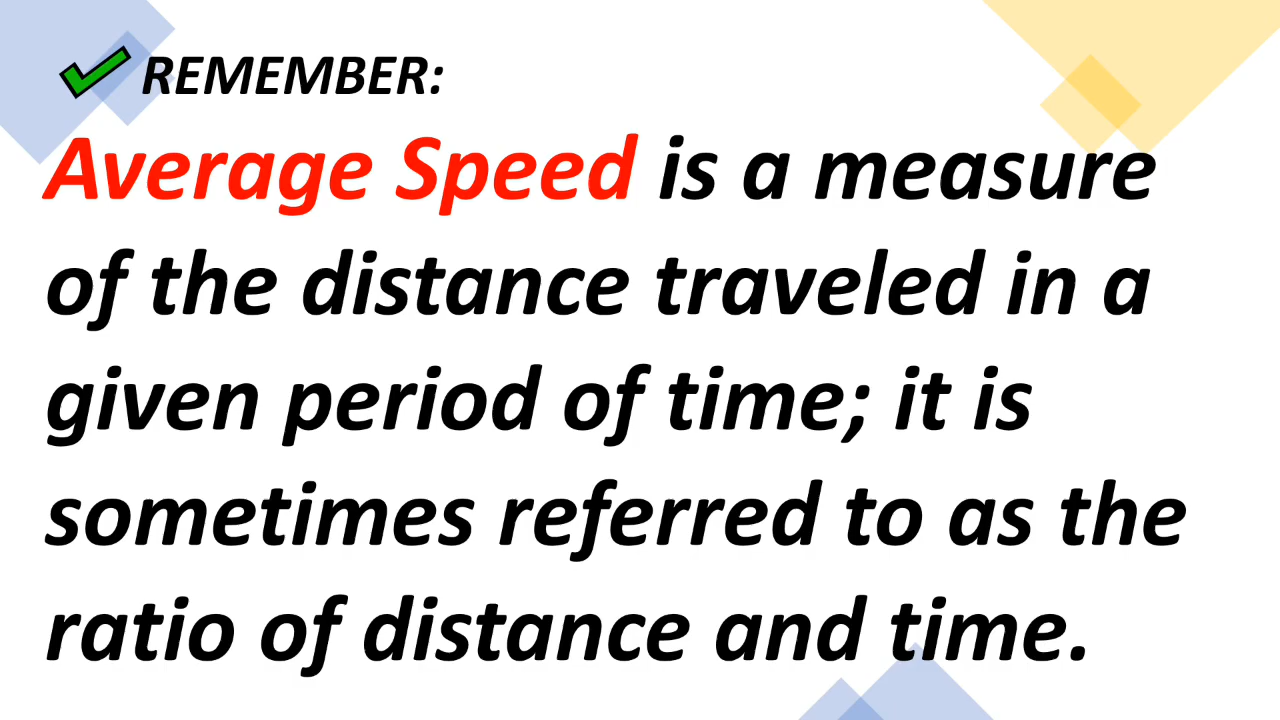 REMEMBER:
Average Speed is a measure
of the distance traveled in a
given period of time; it is
sometimes referred to as the
ratio of distance and time.